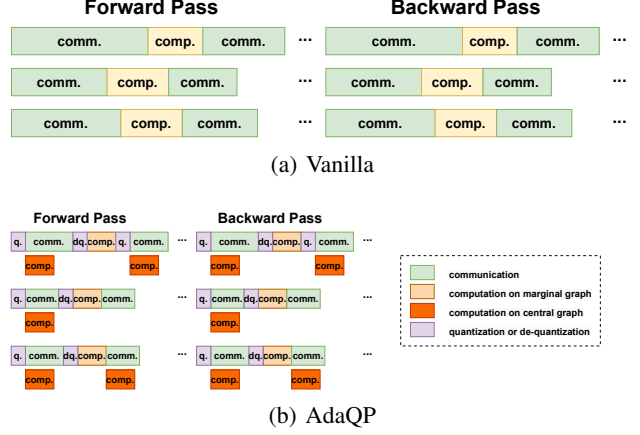 Forward Pass Backward Pass
comm. comp. comm. ... comm. comp. comm. ...
comm. comp. comm. ... comm. comp. comm. ...
comm. comp. comm. ... comm. comp. comm. ...
(a) Vanilla
Forward Pass Backward Pass
q. comm. dq. comp. q. comm. ... q. comm. dq. comp. q. comm. ...
comp. comp. comp. comp.
q. comm. dq. comp. comm. ... q. comm. dq. comp. comm. ...
comp. comp.
q. comm. dq. comp. comm. ... q. comm. dq. comp. comm. ...
comp. comp. comp. comp.
communication
computation on marginal graph
computation on central graph
quantization or de-quantization
(b) AdaQP